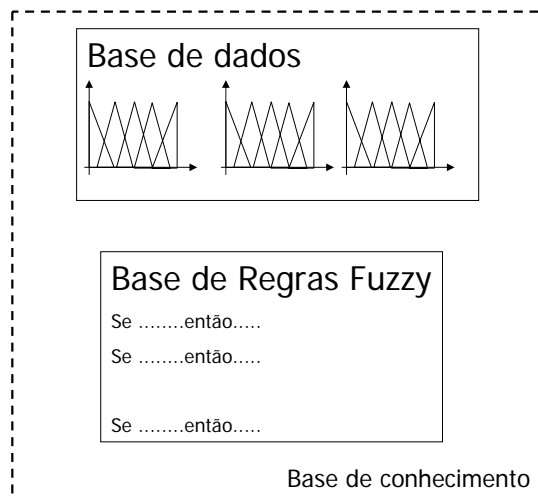 Base de dados
Base de Regras Fuzzy
Se ........então.....
Se ........então.....
Se ........então.....
Base de conhecimento